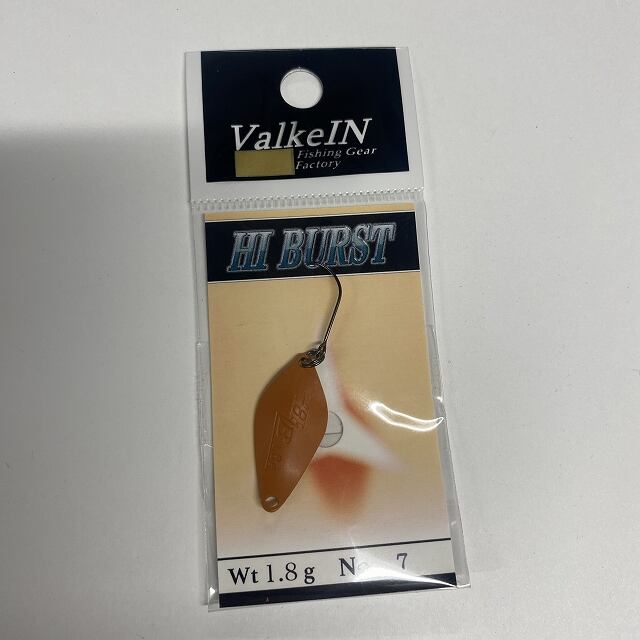 ValkeIN
Fishing Gear
Factory
HI BURST
Wt 1.8g No. 7